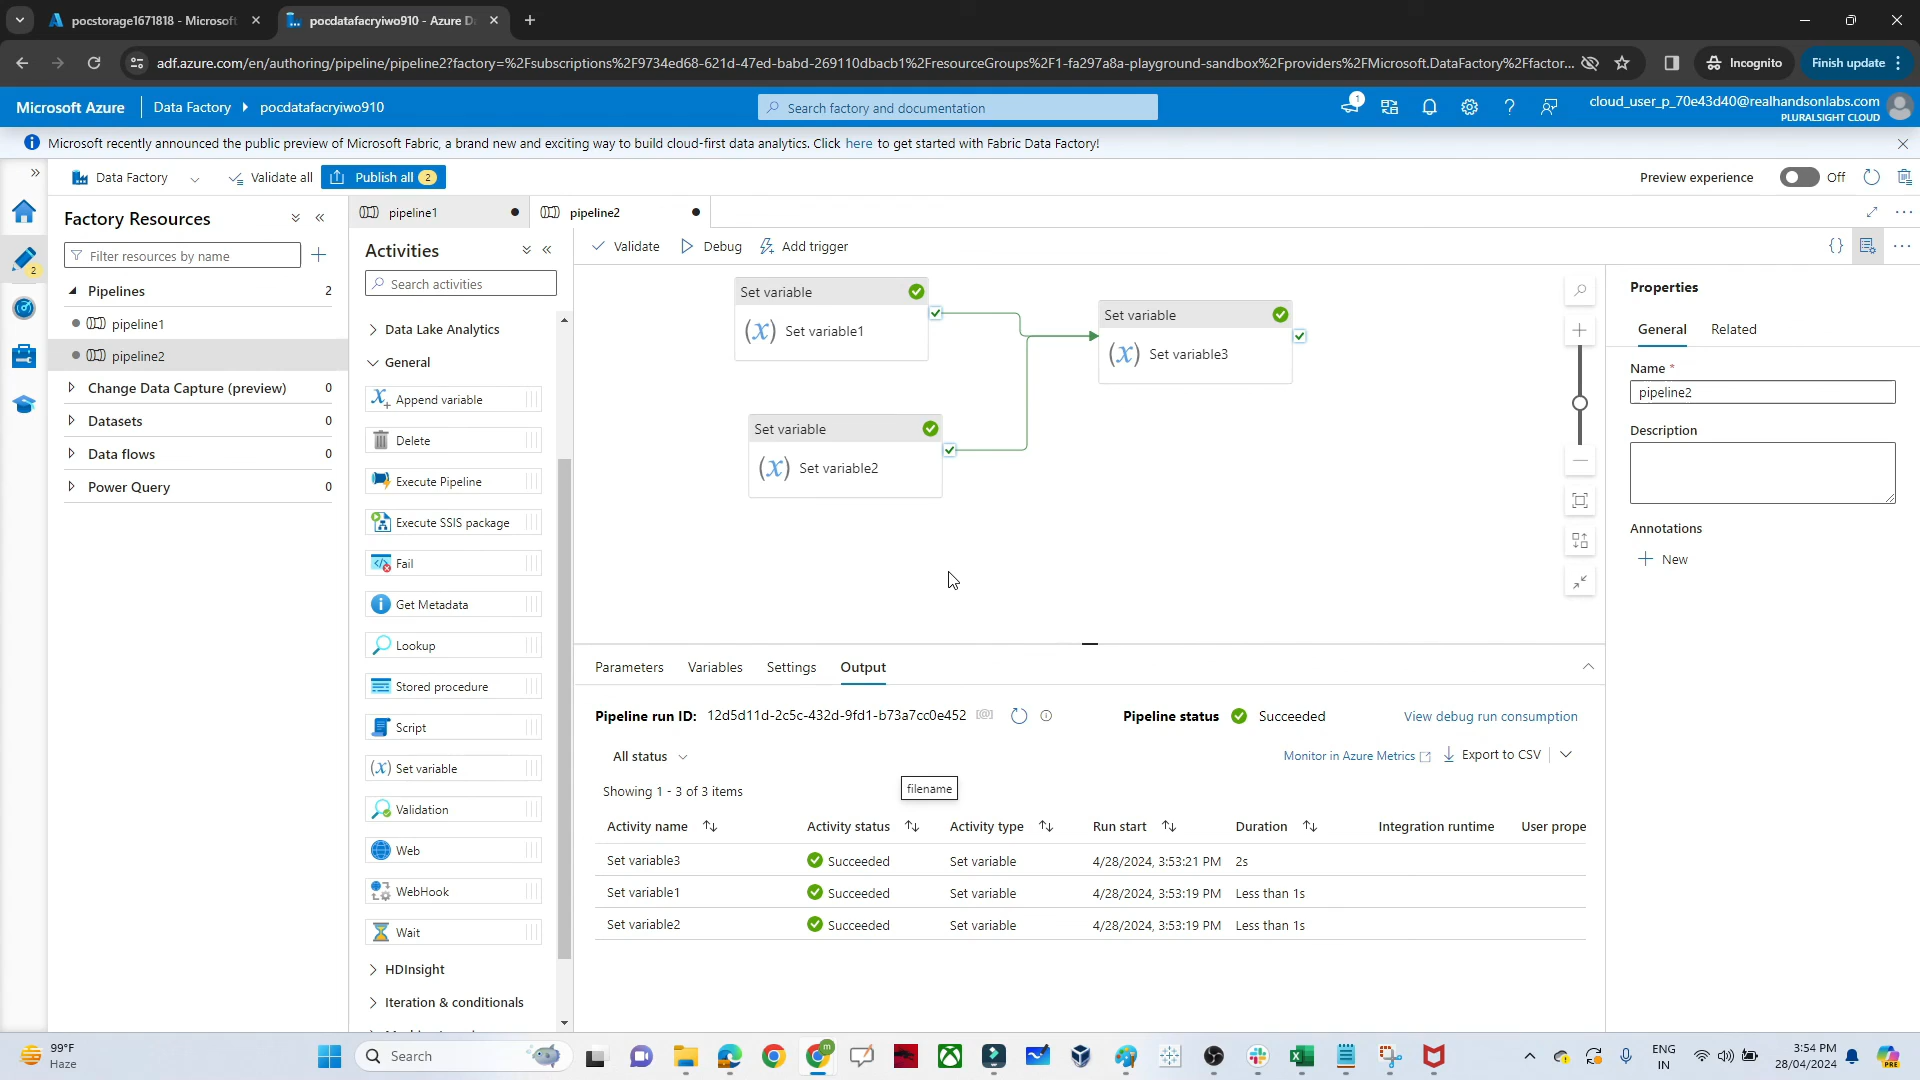 pocstorage1671818 - Microsoft
pocdatafacryiwo910 - Azure D
adf.azure.com/en/authoring/pipeline/pipeline2?factory=%2Fsubscriptions%2F9734ed68-621d-47ed-babd-269110dbacb1%2FresourceGroups%2F1-fa297a8a-playground-sandbox%2Fproviders%2FMicrosoft.DataFactory%2Ffactor...
Incognito
Finish update
Microsoft Azure
Data Factory
pocdatafacryiwo910
Search factory and documentation
1
cloud_user_p_70e43d40@realhandsonlabs.com
PLURALSIGHT CLOUD
Microsoft recently announced the public preview of Microsoft Fabric, a brand new and exciting way to build cloud-first data analytics. Click here to get started with Fabric Data Factory!
Data Factory
Validate all
Publish all 2
Preview experience
Off
2
Factory Resources
Filter resources by name
Pipelines 2
pipeline1
pipeline2
Change Data Capture (preview) 0
Datasets 0
Data flows 0
Power Query 0
pipeline1
pipeline2
Activities
Search activities
Data Lake Analytics
General
Append variable
Delete
Execute Pipeline
Execute SSIS package
Fail
Get Metadata
Lookup
Stored procedure
Script
(x) Set variable
Validation
Web
WebHook
Wait
HDInsight
Iteration & conditionals
Validate
Debug
Add trigger
{}
Set variable
(x) Set variable1
Set variable
(x) Set variable2
Set variable
(x) Set variable3
Properties
General
Related
Name *
pipeline2
Description
Annotations
New
Parameters
Variables
Settings
Output
Pipeline run ID: 12d5d11d-2c5c-432d-9fd1-b73a7cc0e452
Pipeline status Succeeded
View debug run consumption
All status
Monitor in Azure Metrics
Export to CSV
Showing 1 - 3 of 3 items
filename
Activity name Activity status Activity type Run start Duration Integration runtime User prope
Set variable3 Succeeded Set variable 4/28/2024, 3:53:21 PM 2s
Set variable1 Succeeded Set variable 4/28/2024, 3:53:19 PM Less than 1s
Set variable2 Succeeded Set variable 4/28/2024, 3:53:19 PM Less than 1s
99°F
Haze
Search
ENG
IN
3:54 PM
28/04/2024
PRE